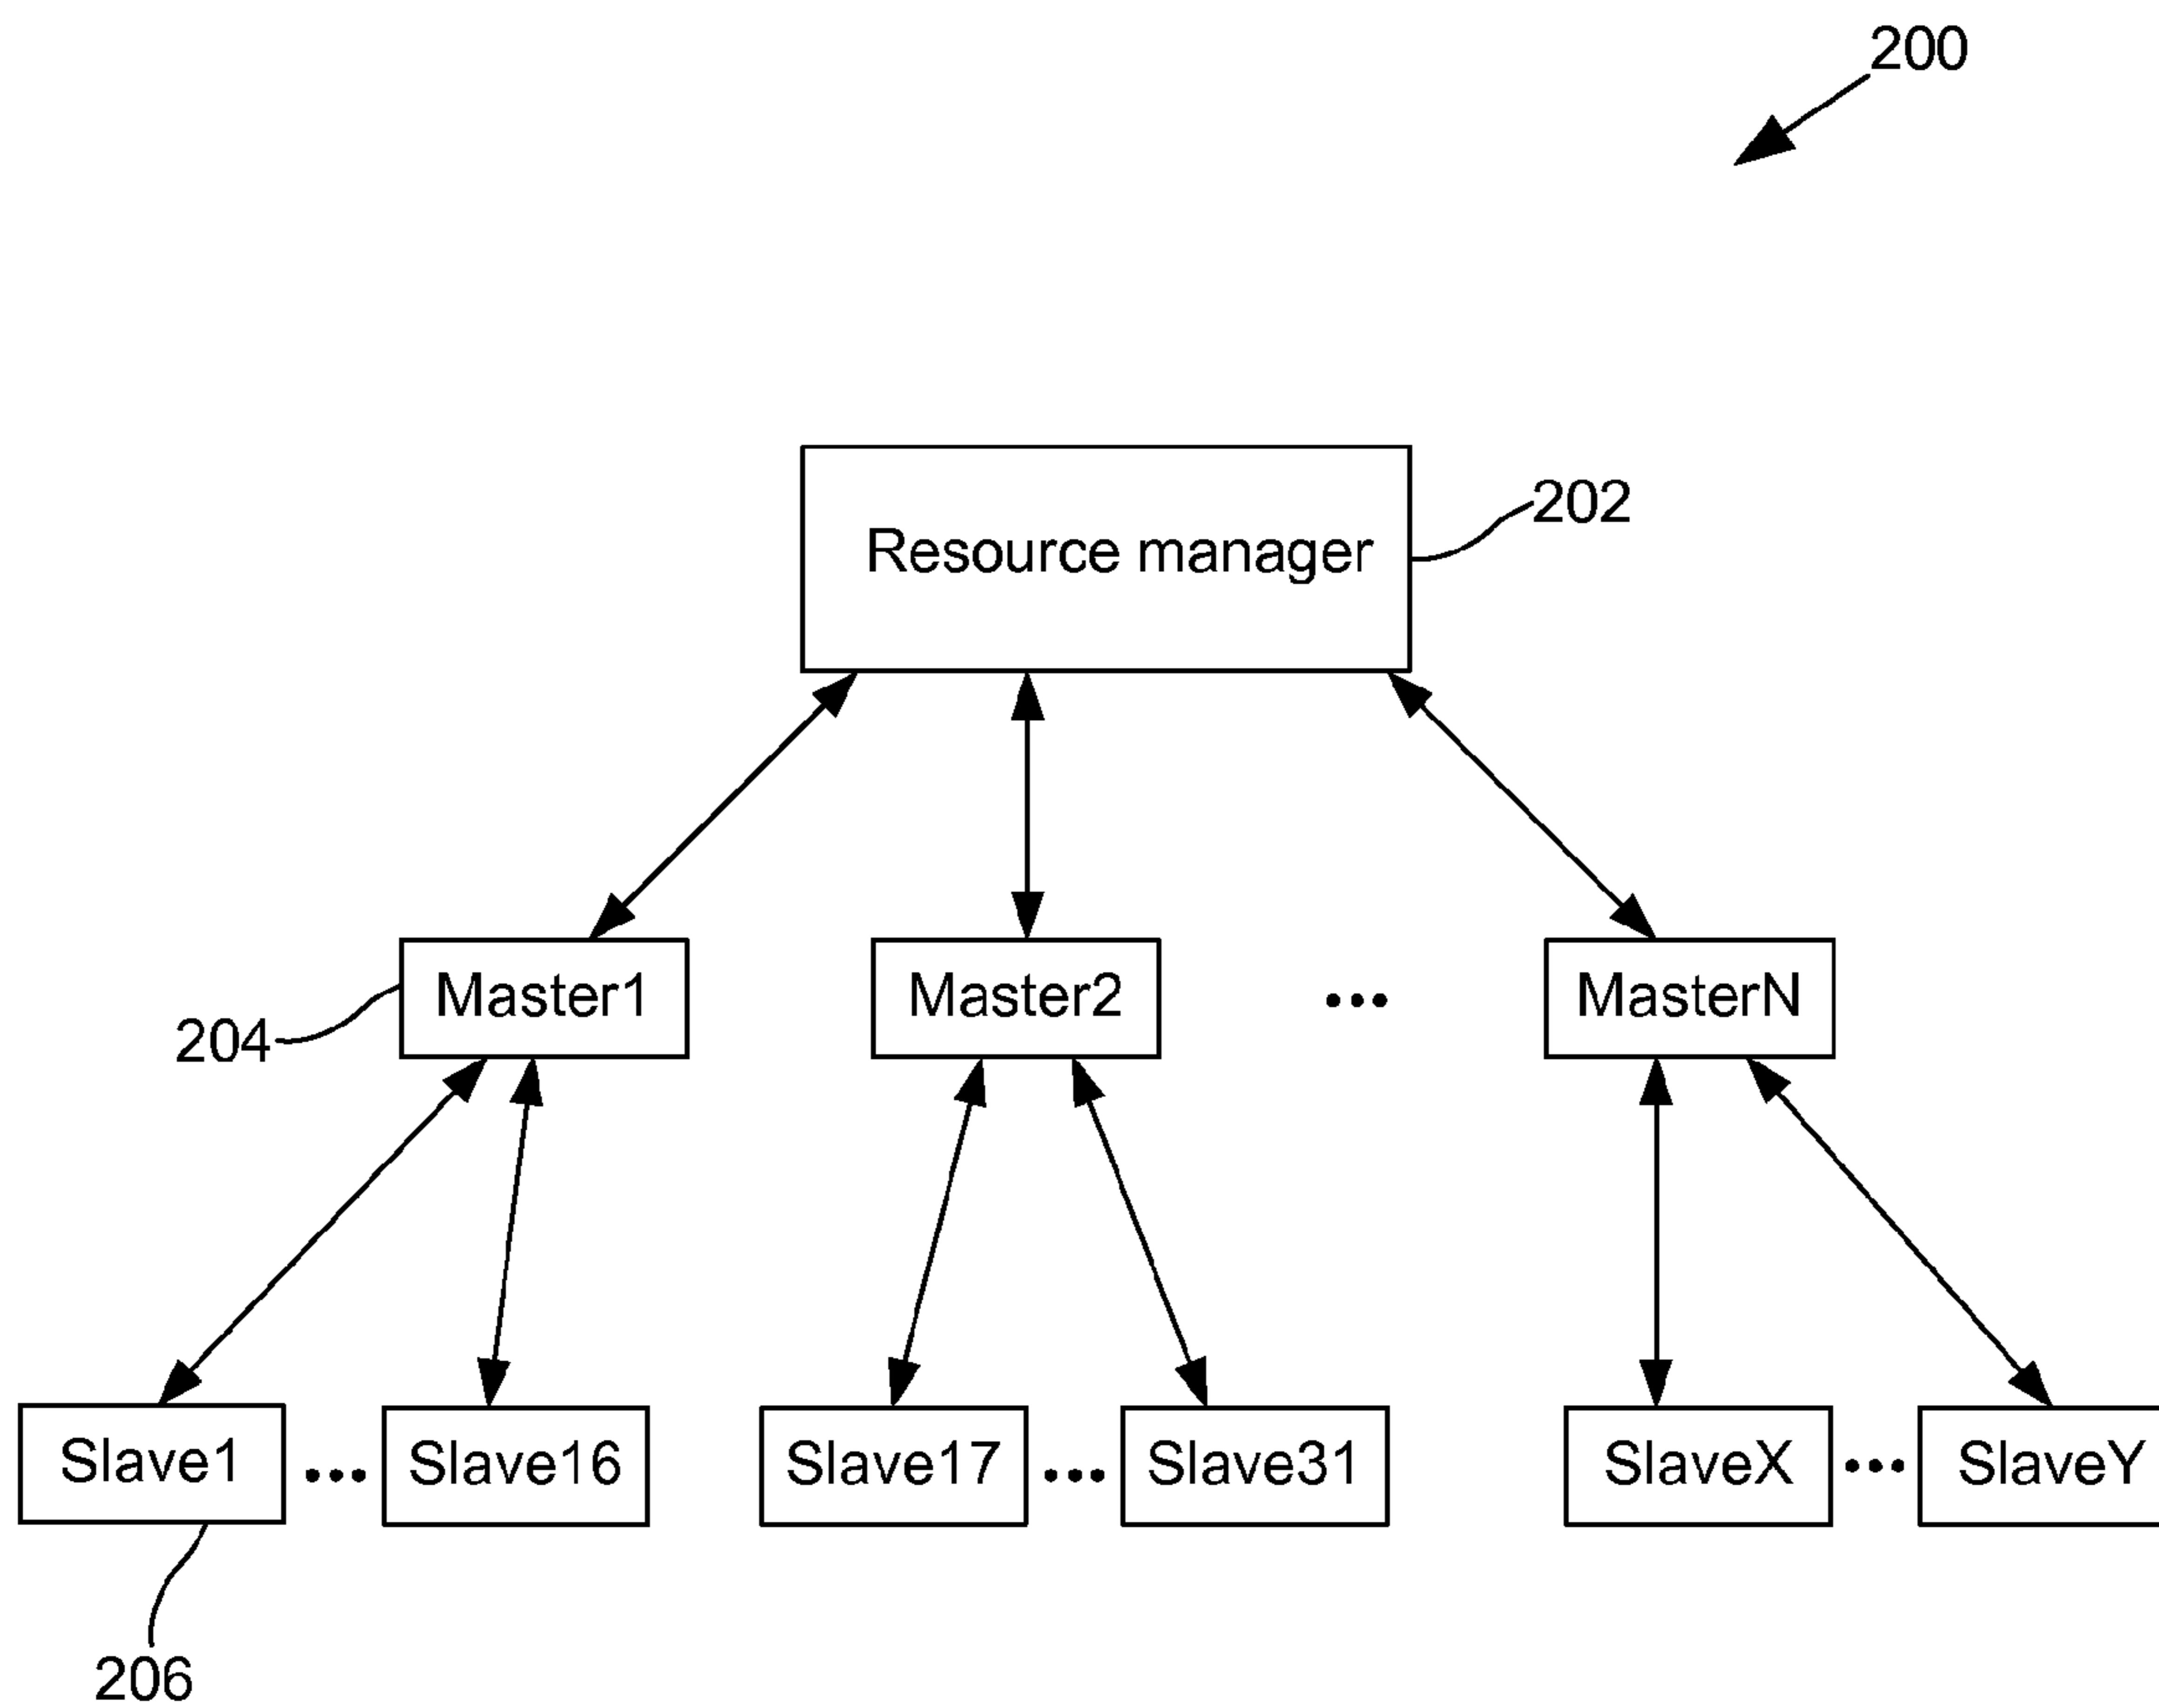 200
Resource manager
202
Master1
Master2
...
MasterN
204
Slave1
...
Slave16
Slave17
...
Slave31
SlaveX
...
SlaveY
206